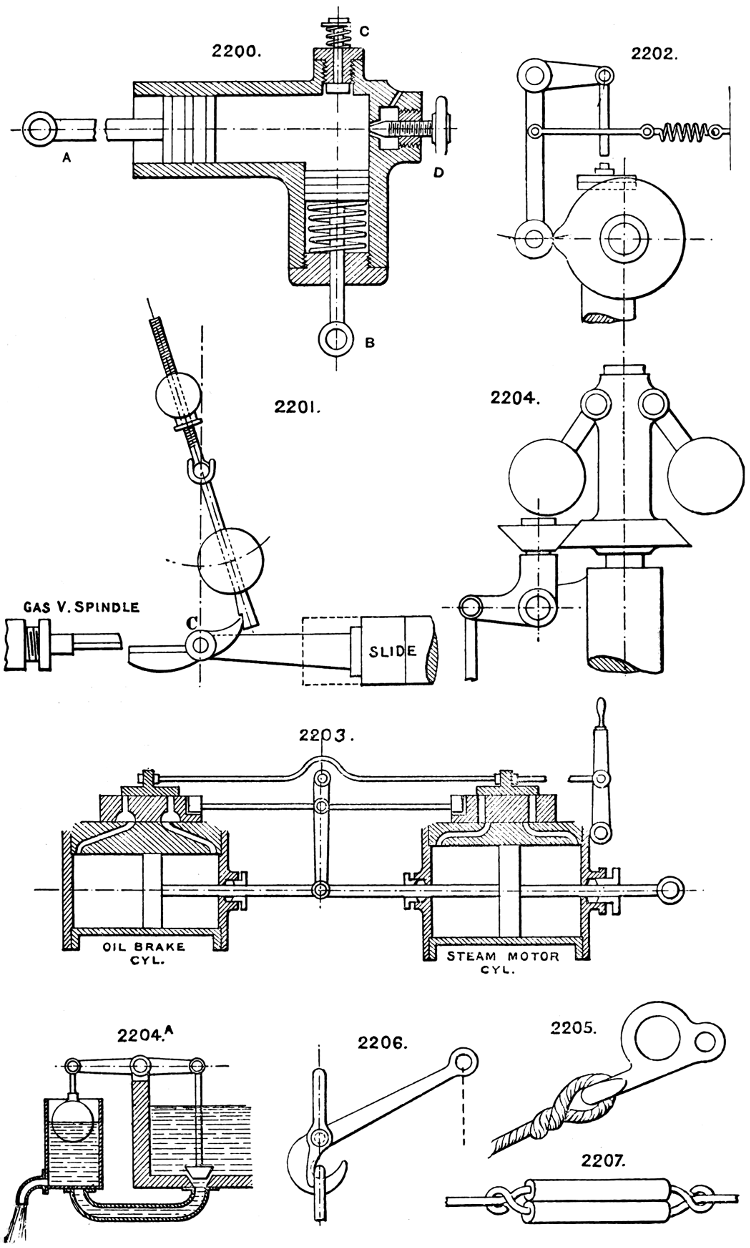 2200.
C
A
D
B
2202.
2201.
GAS V. SPINDLE
C
SLIDE
2204.
2203.
OIL BRAKE
CYL.
STEAM MOTOR
CYL.
2204.A
2206.
2205.
2207.